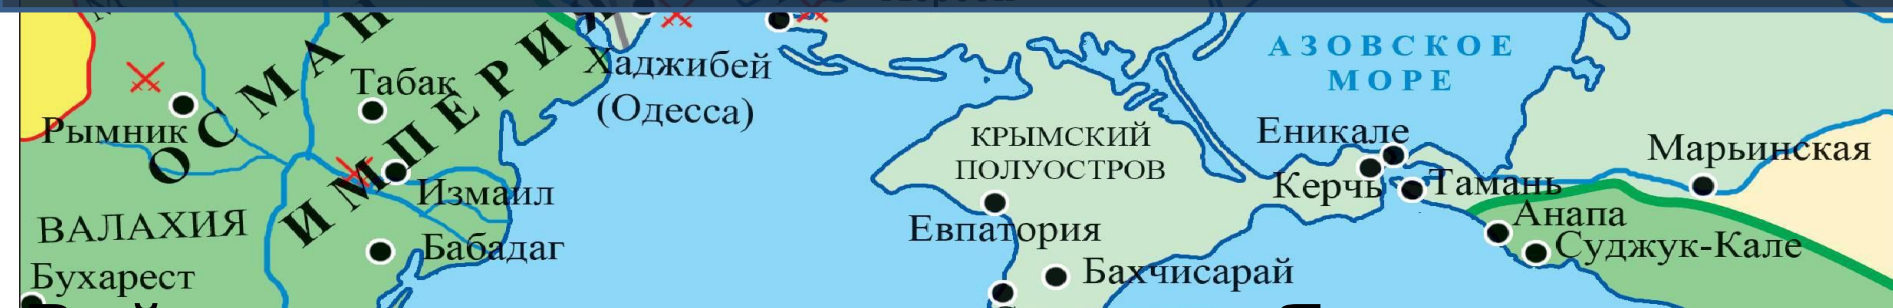 ОСМАН
ИМПЕРИЯ
Хаджибей
(Одесса)
АЗОВСКОЕ
МОРЕ
Табак
Рымник
КРЫМСКИЙ
ПОЛУОСТРОВ
Еникале
Марьинская
Керчь
Тамань
Измаил
Анапа
ВАЛАХИЯ
Евпатория
Суджук-Кале
Бабадаг
Бухарест
Бахчисарай